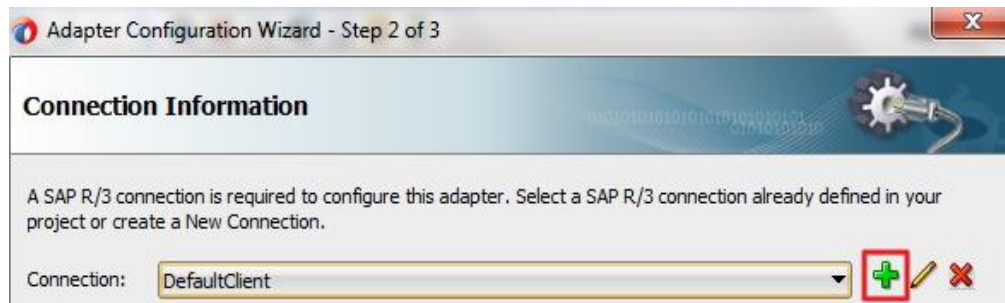 Adapter Configuration Wizard - Step 2 of 3
Connection Information
A SAP R/3 connection is required to configure this adapter. Select a SAP R/3 connection already defined in your
project or create a New Connection.
Connection: DefaultClient